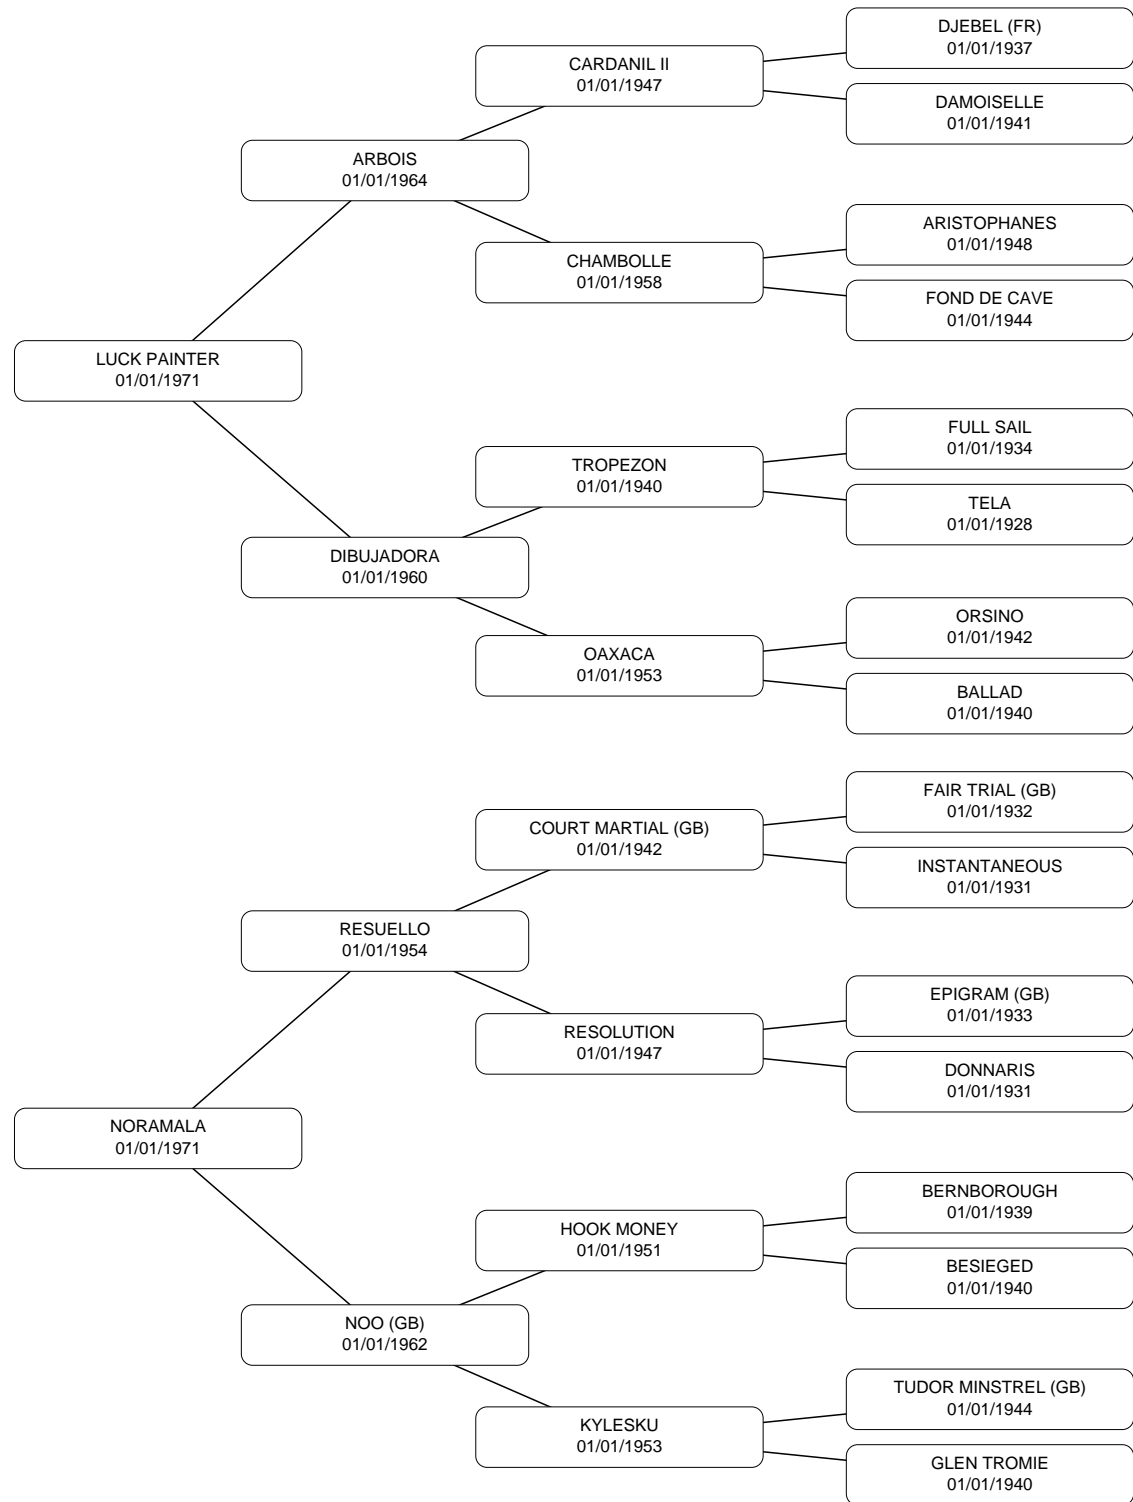 DJEBEL (FR)
01/01/1937
CARDANIL II
01/01/1947
DAMOISELLE
01/01/1941
ARBOIS
01/01/1964
ARISTOPHANES
01/01/1948
CHAMBOLLE
01/01/1958
FOND DE CAVE
01/01/1944
LUCK PAINTER
01/01/1971
FULL SAIL
01/01/1934
TROPEZON
01/01/1940
TELA
01/01/1928
DIBUJADORA
01/01/1960
ORSINO
01/01/1942
OAXACA
01/01/1953
BALLAD
01/01/1940
FAIR TRIAL (GB)
01/01/1932
COURT MARTIAL (GB)
01/01/1942
INSTANTANEOUS
01/01/1931
RESUELLO
01/01/1954
EPIGRAM (GB)
01/01/1933
RESOLUTION
01/01/1947
DONNARIS
01/01/1931
NORAMALA
01/01/1971
BERNBOROUGH
01/01/1939
HOOK MONEY
01/01/1951
BESIEGED
01/01/1940
NOO (GB)
01/01/1962
TUDOR MINSTREL (GB)
01/01/1944
KYLESKU
01/01/1953
GLEN TROMIE
01/01/1940